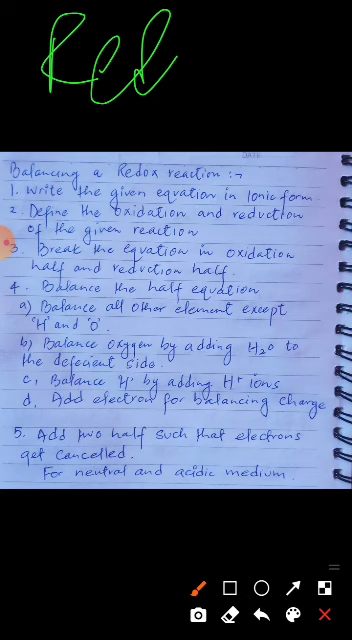 Red
DATE
Balancing a Redox reaction :-
1. Write the given equation in Ionic form.
2. Define the oxidation and reduction
of the given reaction
3. Break the Equation in oxidation
half and reduction half.
4. Balance the half equation
a) Balance all other element except
'H' and 'O'.
b) Balance oxygen by adding H₂O to
the defecient side.
c, Balance 'H' by adding H⁺ ions
d, Add electron for balancing charge
5. Add two half such that electrons
get cancelled.
For neutral and acidic medium.